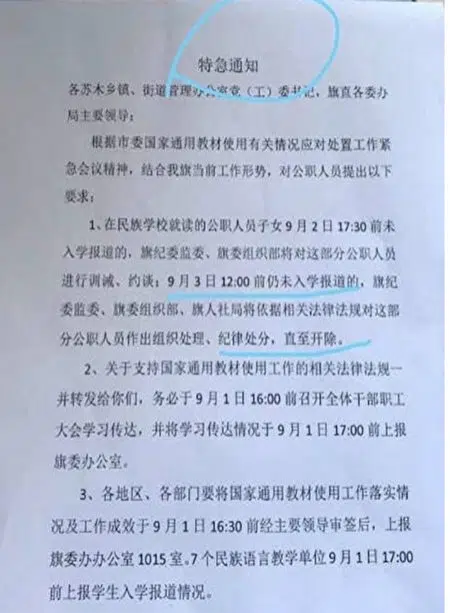 特急通知
各苏木乡镇、街道管理办公室党（工）委书记，旗直各委办
局主要领导：
根据市委国家通用教材使用有关情况应对处置工作紧
急会议精神，结合我旗当前工作形势，对公职人员提出以下
要求：
1、在民族学校就读的公职人员子女9月2日17:30前未
入学报道的，旗纪委监委、旗委组织部将对这部分公职人员
进行训诫、约谈；9月3日12:00前仍未入学报道的，旗纪
委监委、旗委组织部、旗人社局将依据相关法律法规对这部
分公职人员作出组织处理、纪律处分，直至开除。
2、关于支持国家通用教材使用工作的相关法律法规一
并转发给你们，务必于9月1日16:00前召开全体干部职工
大会学习传达，并将学习传达情况于9月1日17:00前上报
旗委办公室。
3、各地区、各部门要将国家通用教材使用工作落实情
况及工作成效于9月1日16:30前经主要领导审签后，上报
旗委办办公室1015室。7个民族语言教学单位9月1日17:00
前上报学生入学报道情况。